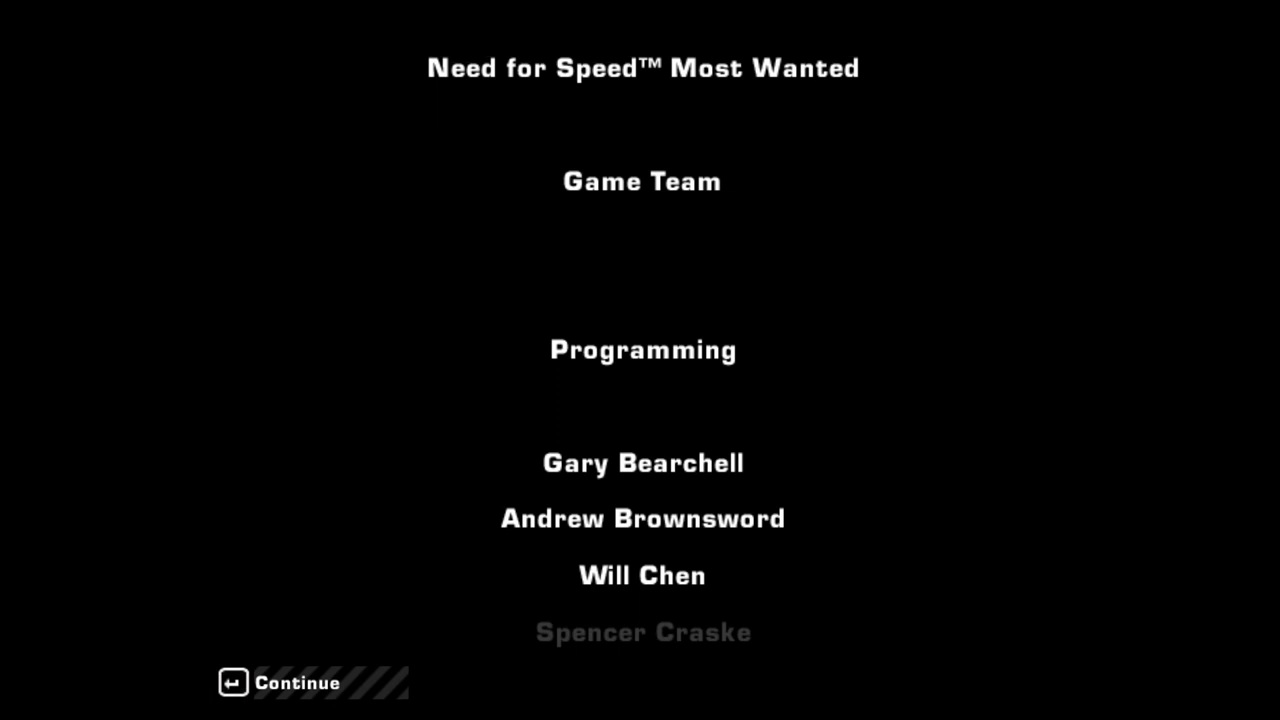 Need for Speed™ Most Wanted
Game Team
Programming
Gary Bearchell
Andrew Brownsword
Will Chen
Spencer Craske
Continue